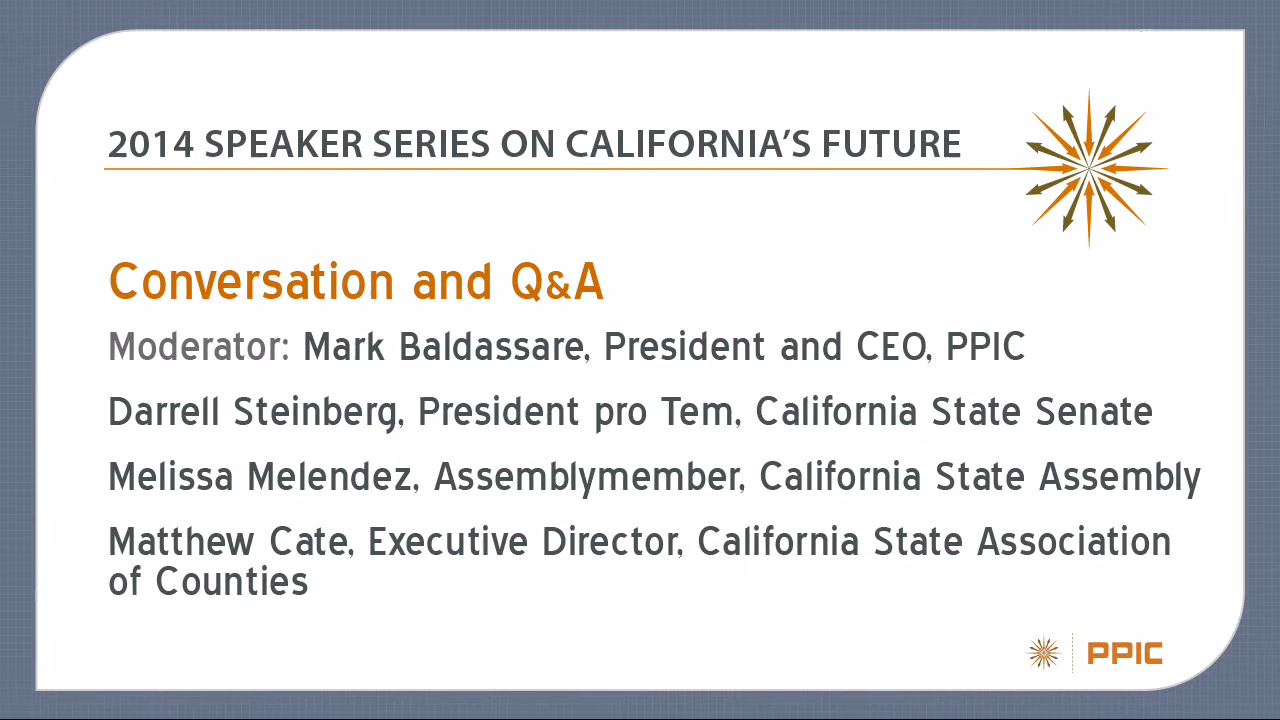 2014 SPEAKER SERIES ON CALIFORNIA'S FUTURE
Conversation and Q&A
Moderator: Mark Baldassare, President and CEO, PPIC
Darrell Steinberg, President pro Tem, California State Senate
Melissa Melendez, Assemblymember, California State Assembly
Matthew Cate, Executive Director, California State Association
of Counties
PPIC